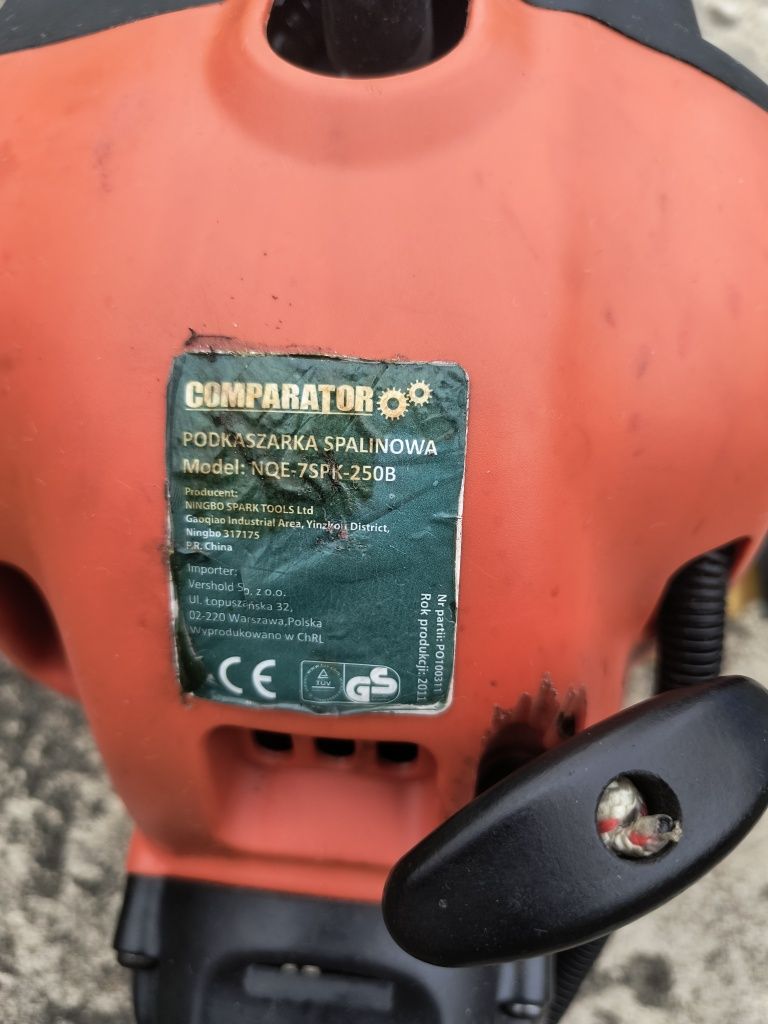 COMPARATOR
PODKASZARKA SPALINOWA
Model: NQE-7SPK-250B
Producent:
NINGBO SPARK TOOLS Ltd
Gaoqiao Industrial Area, Yinzkou District,
Ningbo 317175
P.R. China
Importer:
Vershold Sp. z o.o.
Ul. Łopuszańska 32,
02-220 Warszawa,Polska
Wyprodukowano w ChRL
Nr partii: PO100311
Rok produkcji: 2011
CE
TÜV
GS